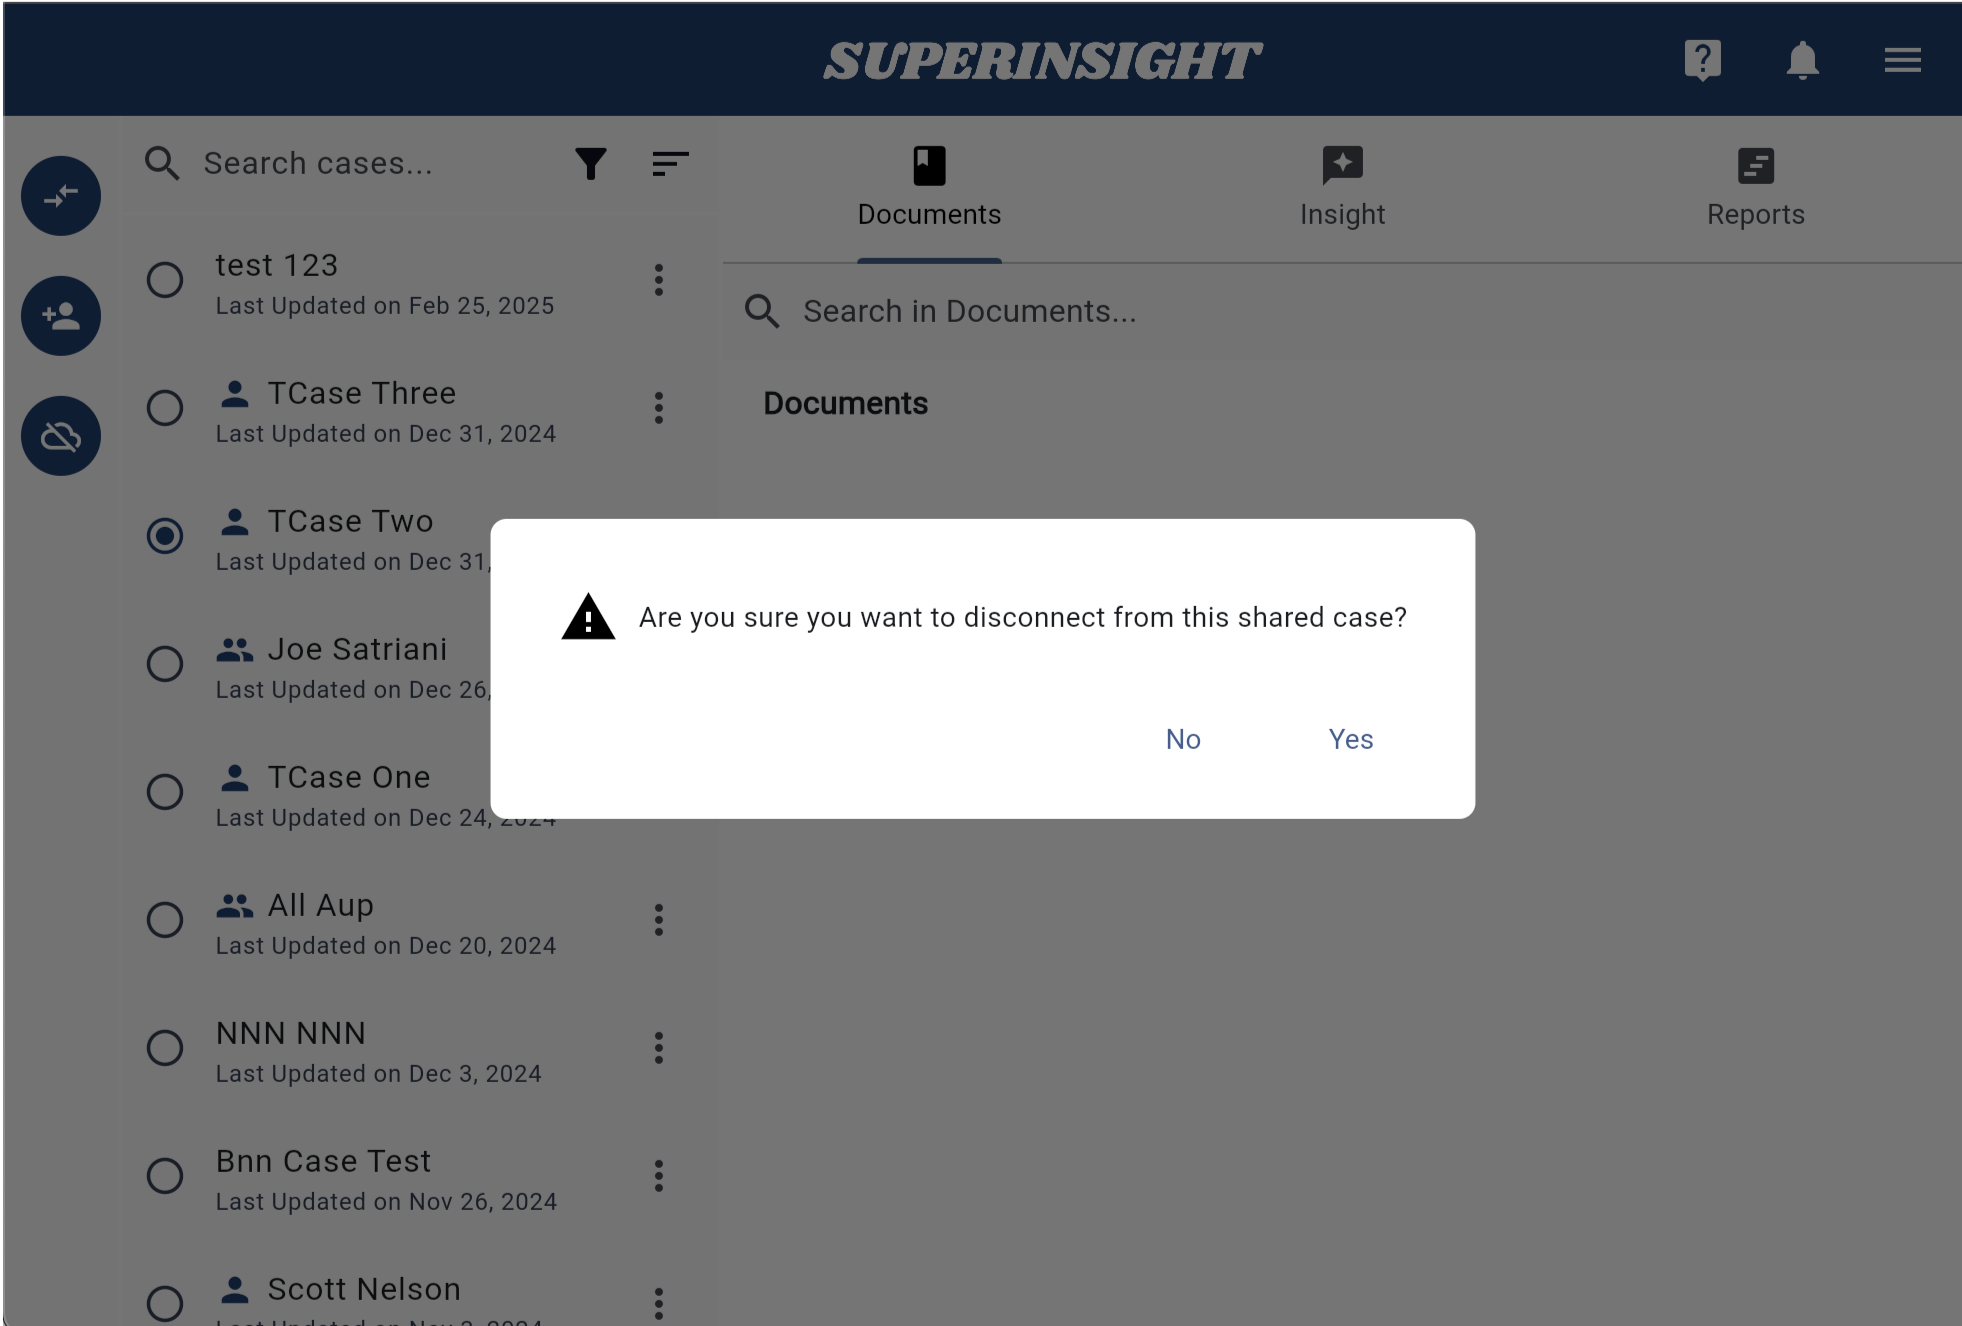 SUPERINSIGHT
Search cases...
Documents
Insight
Reports
test 123
Last Updated on Feb 25, 2025
Search in Documents...
TCase Three
Last Updated on Dec 31, 2024
Documents
TCase Two
Last Updated on Dec 31,
Joe Satriani
Last Updated on Dec 26,
Are you sure you want to disconnect from this shared case?
No
Yes
TCase One
Last Updated on Dec 24, 2024
All Aup
Last Updated on Dec 20, 2024
NNN NNN
Last Updated on Dec 3, 2024
Bnn Case Test
Last Updated on Nov 26, 2024
Scott Nelson